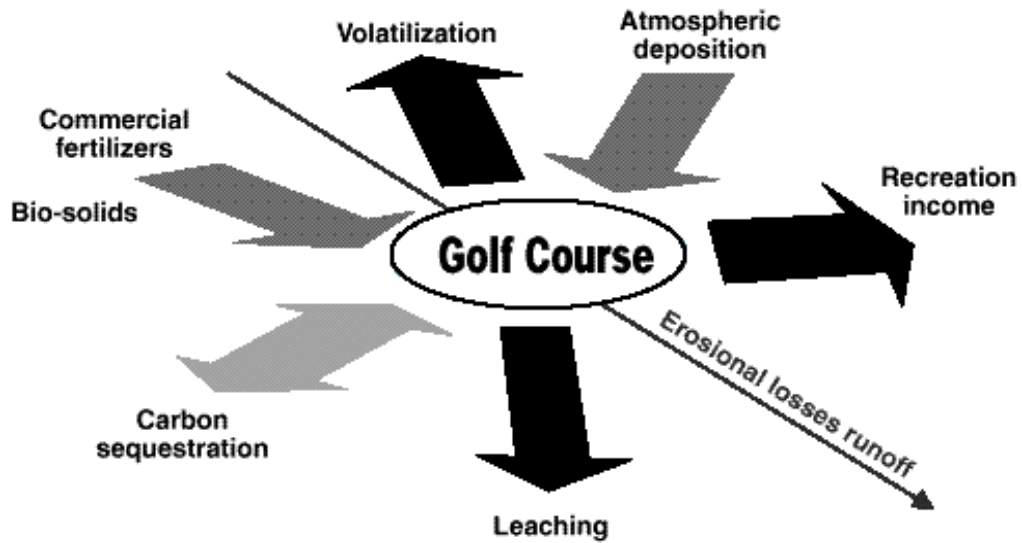 Volatilization
Atmospheric
deposition
Commercial
fertilizers
Bio-solids
Recreation
income
Golf Course
Erosional losses runoff
Carbon
sequestration
Leaching